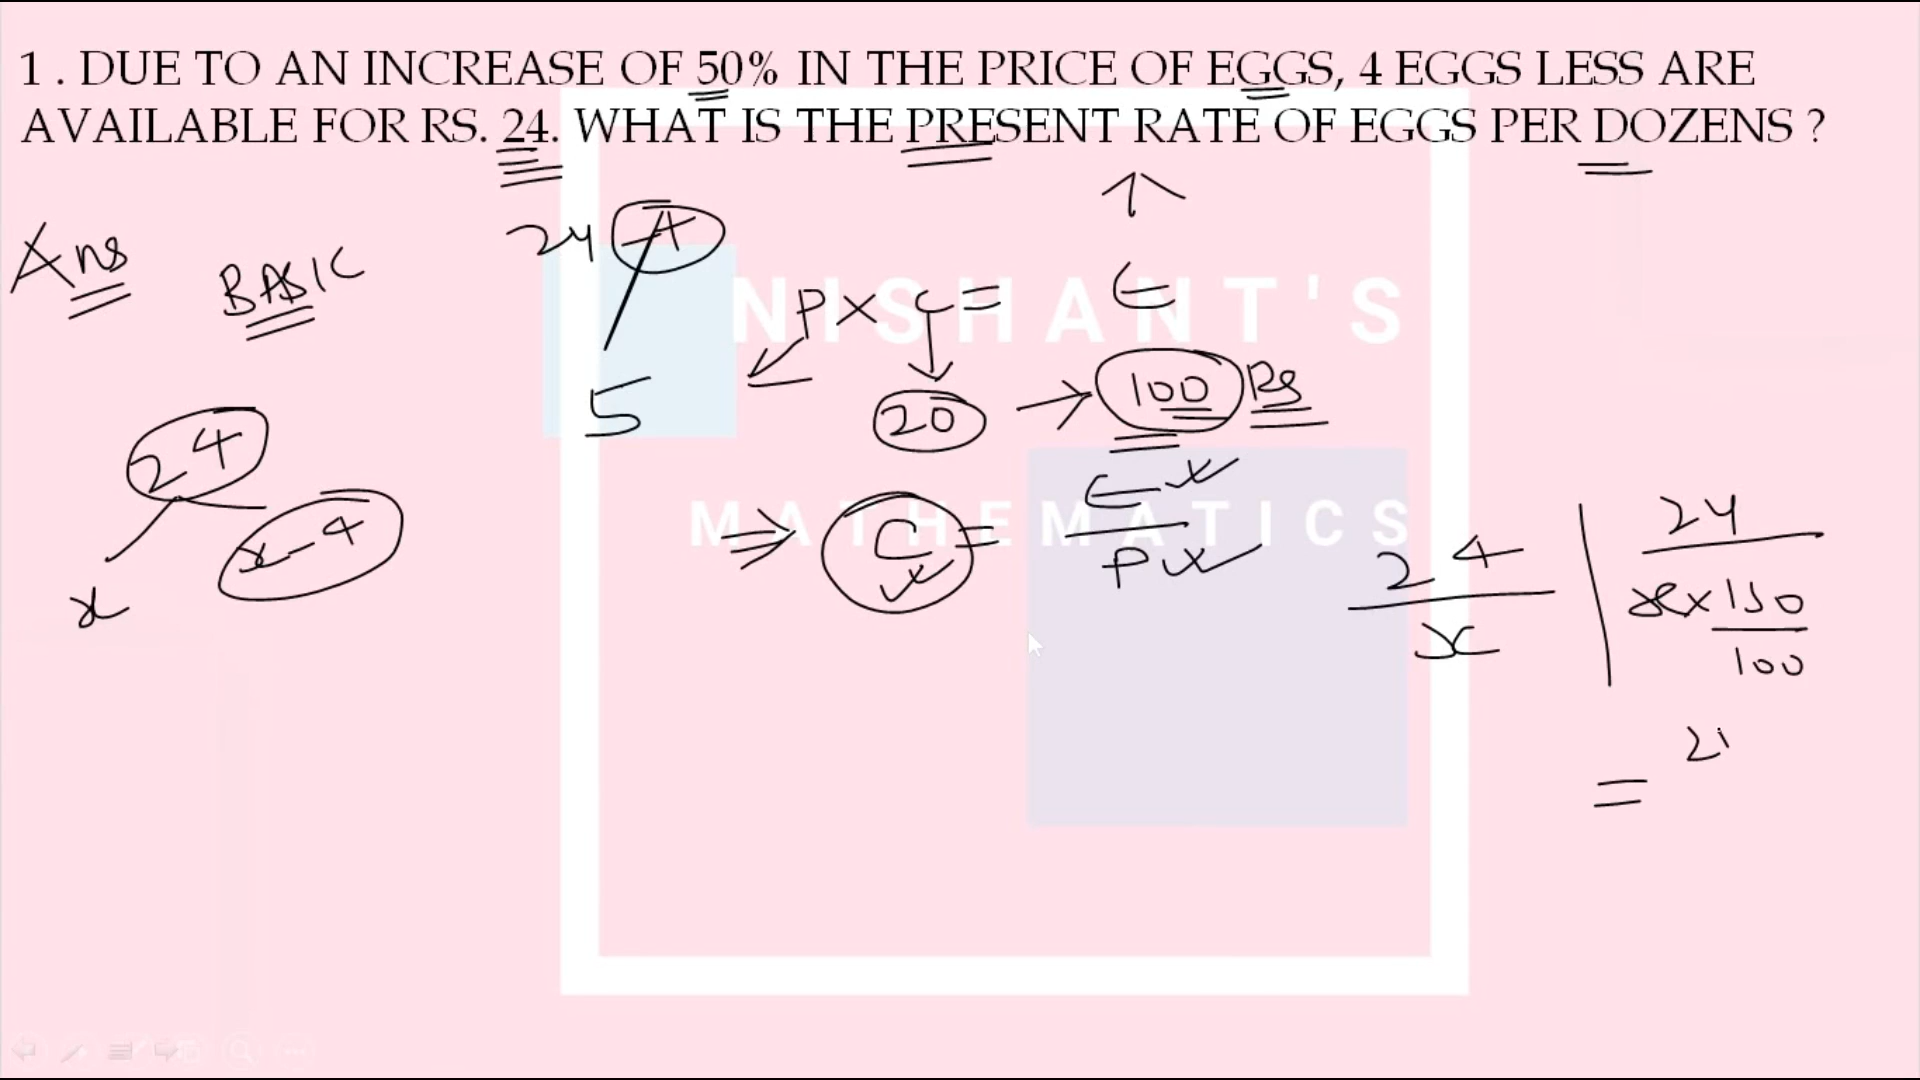 1 . DUE TO AN INCREASE OF 50% IN THE PRICE OF EGGS, 4 EGGS LESS ARE
AVAILABLE FOR RS. 24. WHAT IS THE PRESENT RATE OF EGGS PER DOZENS ?
Ans
BASIC
24
4
5
P × C =
E
20 → 100 Rs
NISHANT'S
MATHEMATICS
24
x
x-4
⇒ C = E
P
24
x
24
x × 150
100
=